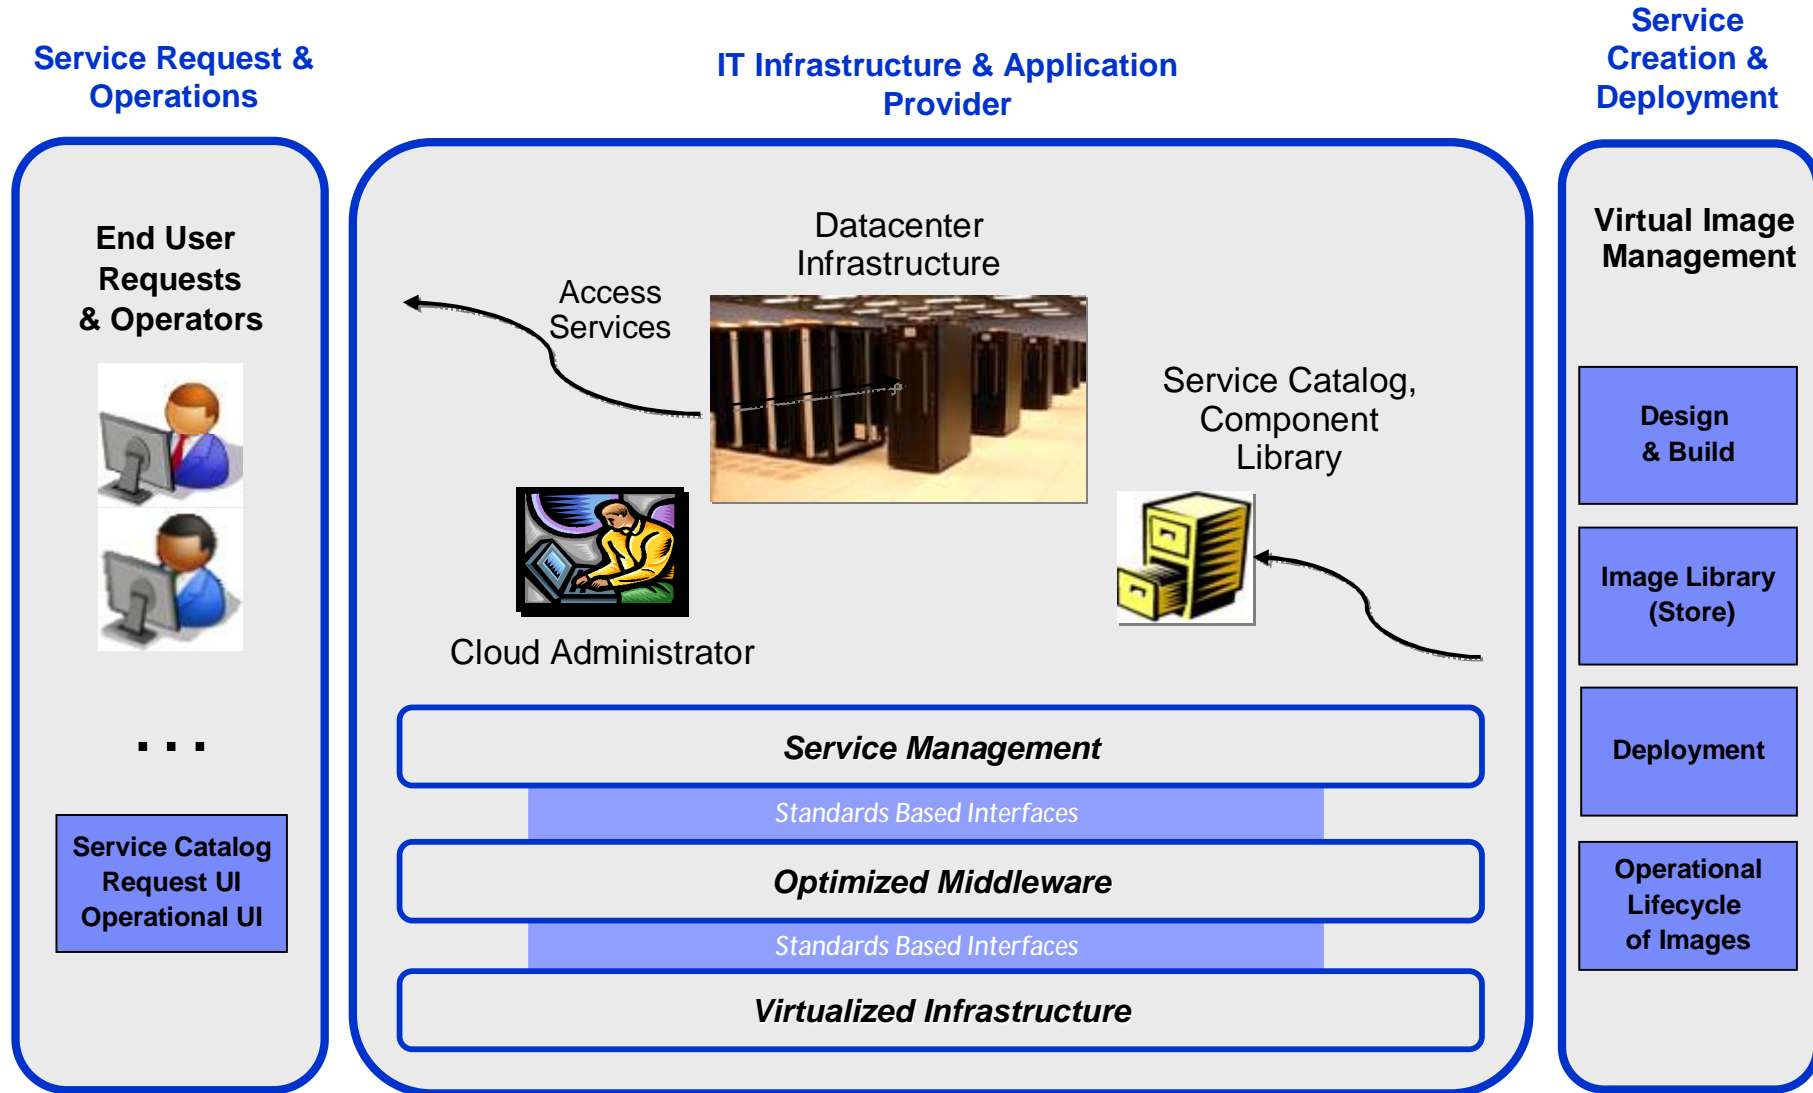 Service Request &
Operations
IT Infrastructure & Application
Provider
Service
Creation &
Deployment
End User
Requests
& Operators
Service Catalog
Request UI
Operational UI
Access
Services
Datacenter
Infrastructure
Service Catalog,
Component
Library
Cloud Administrator
Service Management
Standards Based Interfaces
Optimized Middleware
Standards Based Interfaces
Virtualized Infrastructure
Virtual Image
Management
Design
& Build
Image Library
(Store)
Deployment
Operational
Lifecycle
of Images